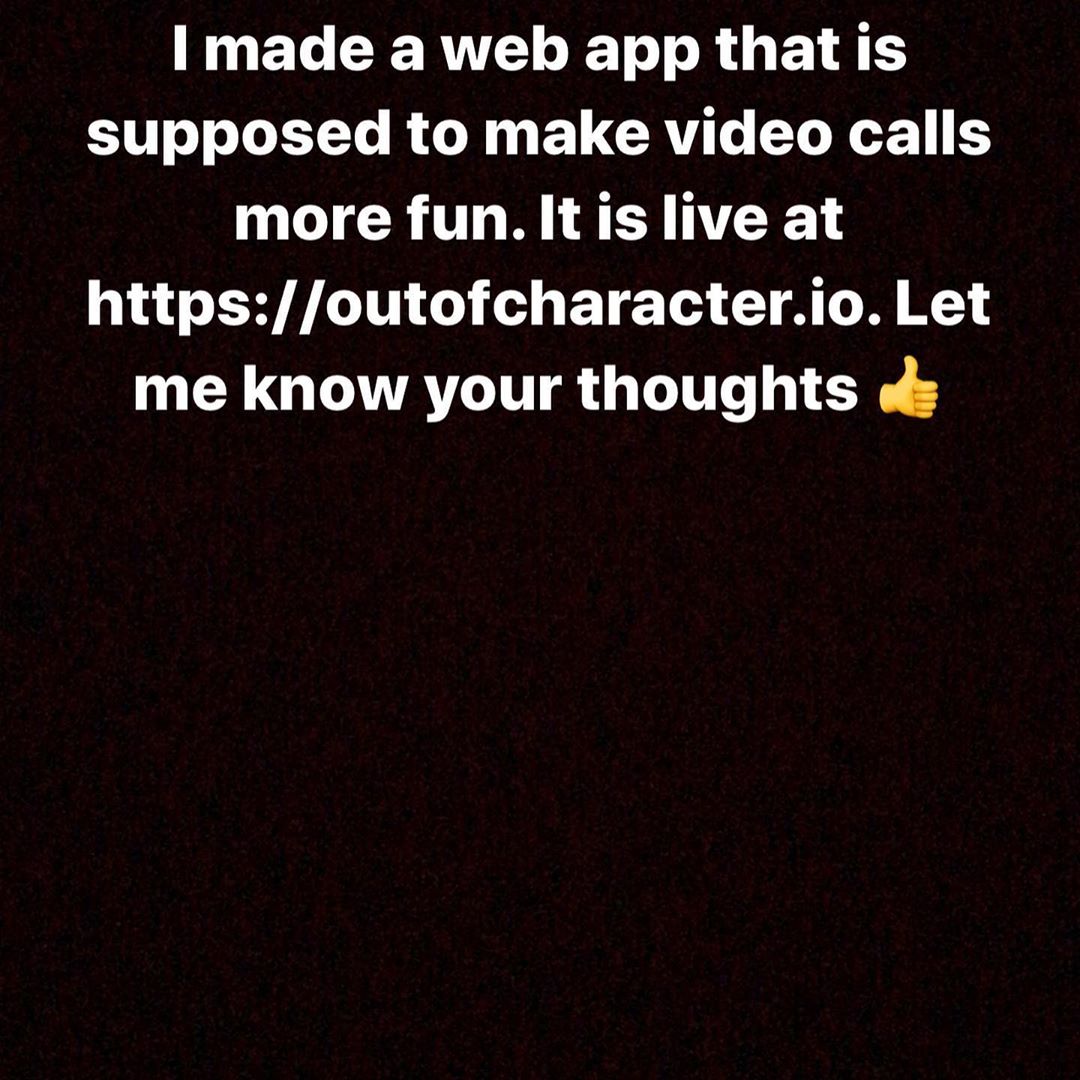 I made a web app that is
supposed to make video calls
more fun. It is live at
https://outofcharacter.io. Let
me know your thoughts 👍